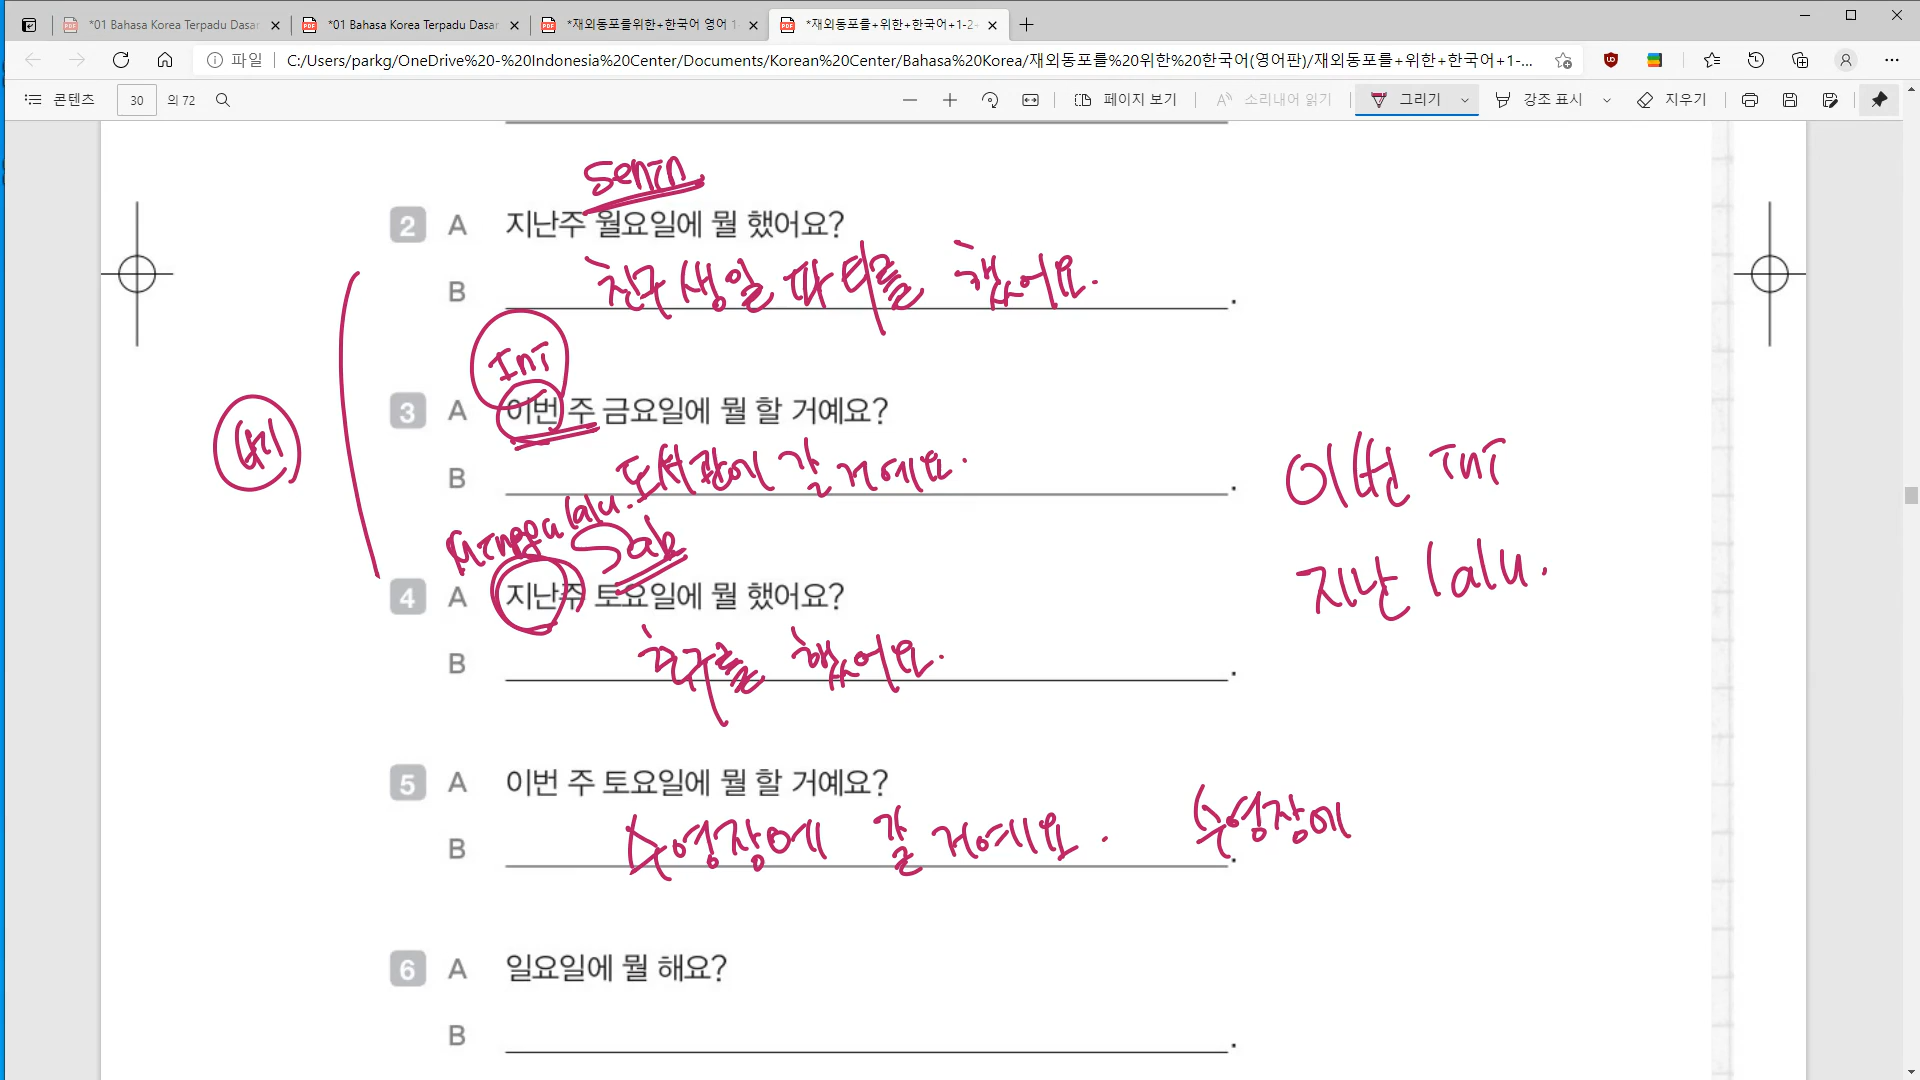 *01 Bahasa Korea Terpadu Dasar
*01 Bahasa Korea Terpadu Dasar
*재외동포를위한+한국어 영어 1
*재외동포를+위한+한국어+1-2-
파일 C:/Users/parkg/OneDrive%20-%20Indonesia%20Center/Documents/Korean%20Center/Bahasa%20Korea/재외동포를%20위한%20한국어(영어판)/재외동포를+위한+한국어+1-...
콘텐츠 30 의 72 페이지 보기 소리내어 읽기 그리기 강조 표시 지우기
Senin
2 A 지난주 월요일에 뭘 했어요?
B 친구 생일 파티를 했어요.
Ini
3 A 이번 주 금요일에 뭘 할 거예요?
B 도서관에 갈 거예요.
이번 ini
Minggu lalu. Sab
지난 lalu.
4 A 지난주 토요일에 뭘 했어요?
B 축구를 했어요.
5 A 이번 주 토요일에 뭘 할 거예요?
B 수영장에 갈 거예요. 수영장에
6 A 일요일에 뭘 해요?
B